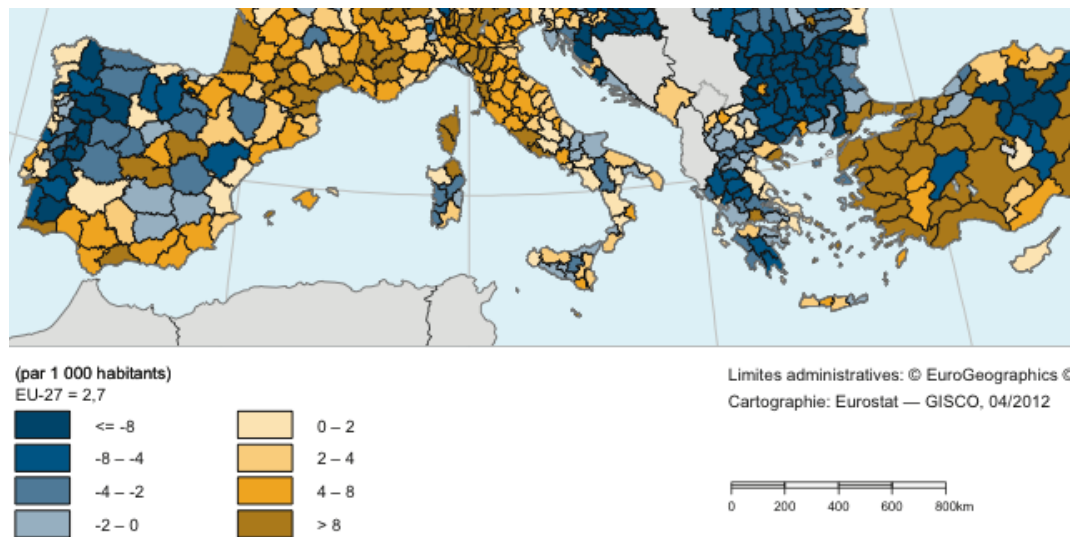 (par 1 000 habitants)
EU-27 = 2,7
<= -8
-8 – -4
-4 – -2
-2 – 0
0 – 2
2 – 4
4 – 8
> 8
Limites administratives: © EuroGeographics ©
Cartographie: Eurostat — GISCO, 04/2012
0 200 400 600 800km